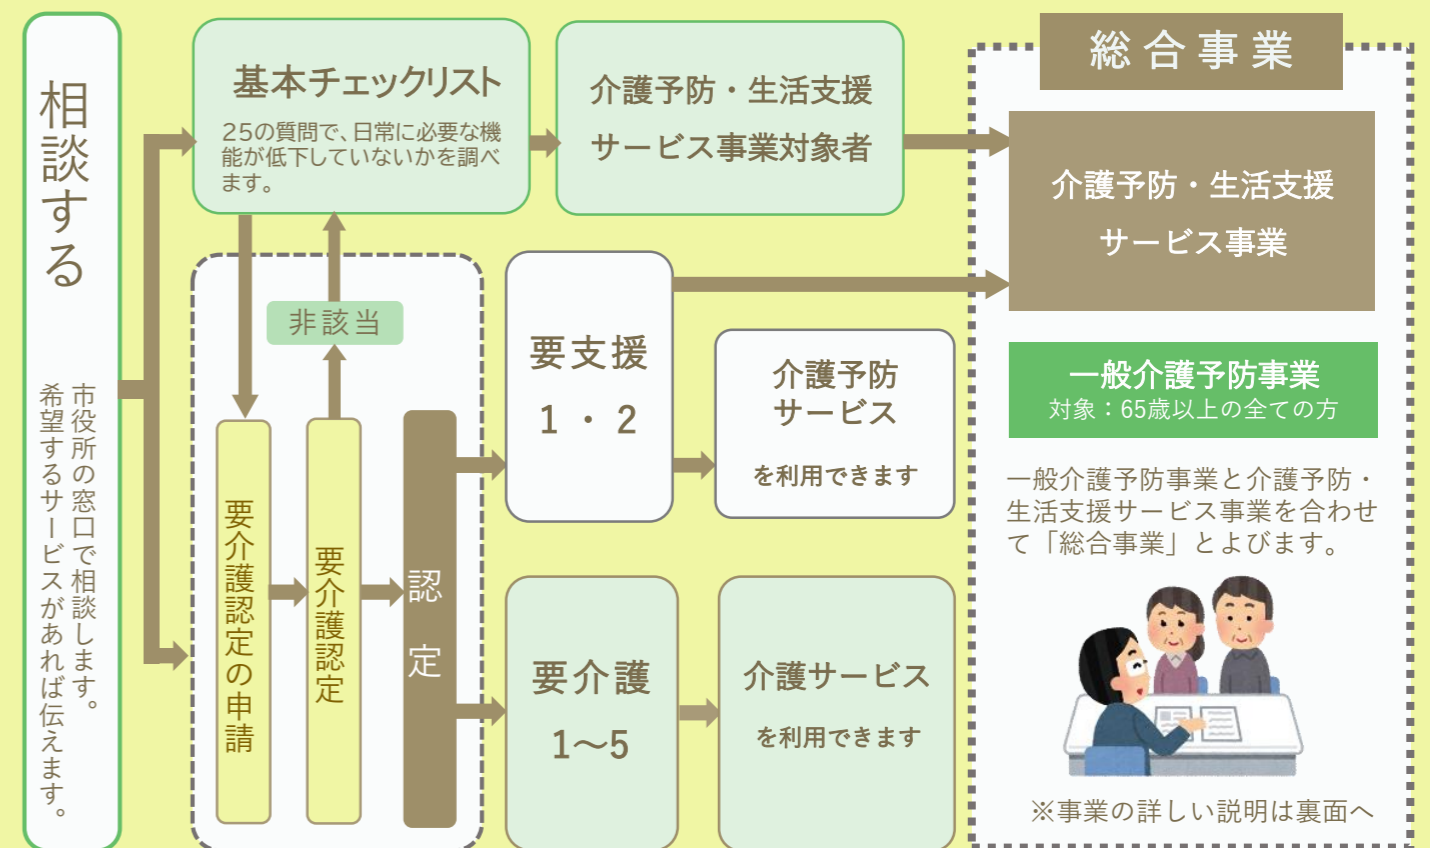 相談する
市役所の窓口で相談します。
希望するサービスがあれば伝えます。
基本チェックリスト
25の質問で、日常に必要な機
能が低下していないかを調べ
ます。
介護予防・生活支援
サービス事業対象者
非該当
要介護認定の申請
要介護認定
認定
要支援
1・2
介護予防
サービス
を利用できます
要介護
1～5
介護サービス
を利用できます
総合事業
介護予防・生活支援
サービス事業
一般介護予防事業
対象：65歳以上の全ての方
一般介護予防事業と介護予防・
生活支援サービス事業を合わせ
て「総合事業」とよびます。
※事業の詳しい説明は裏面へ